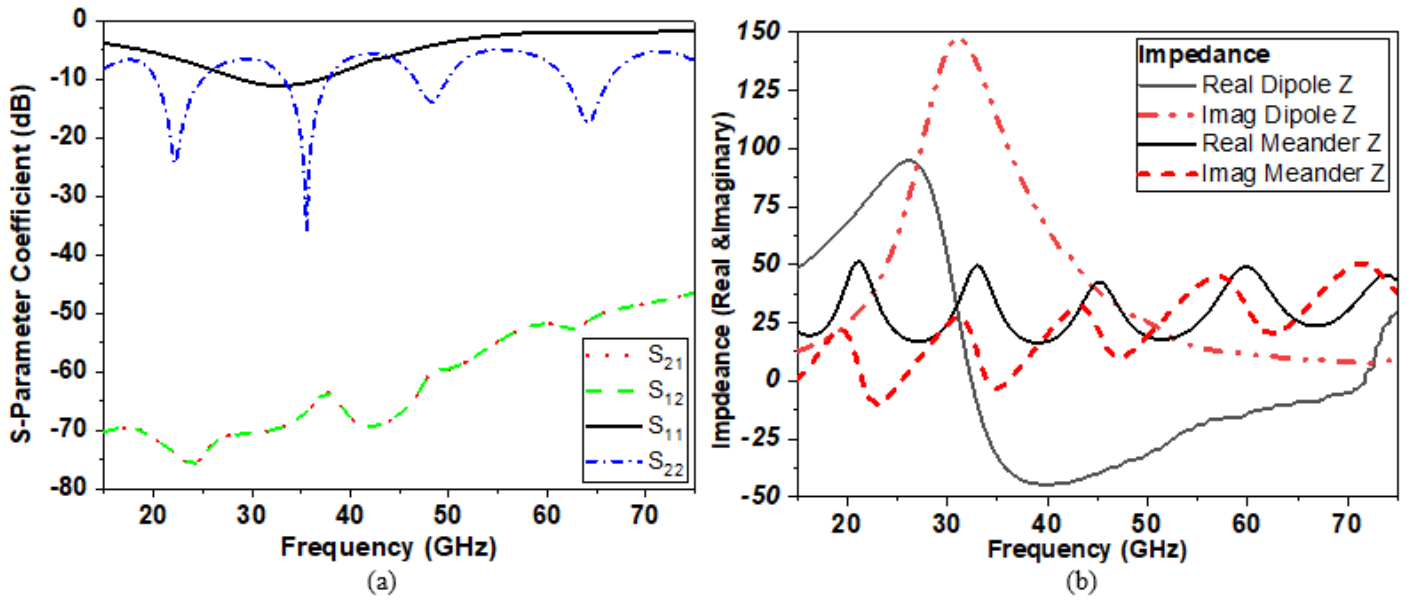 0
-10
-20
-30
-40
-50
-60
-70
-80
S-Parameter Coefficient (dB)
S21
S12
S11
S22
20 30 40 50 60 70
Frequency (GHz)
(a)
150
125
100
75
50
25
0
-25
-50
Impdeance (Real &Imaginary)
Impedance
Real Dipole Z
Imag Dipole Z
Real Meander Z
Imag Meander Z
20 30 40 50 60 70
Frequency (GHz)
(b)